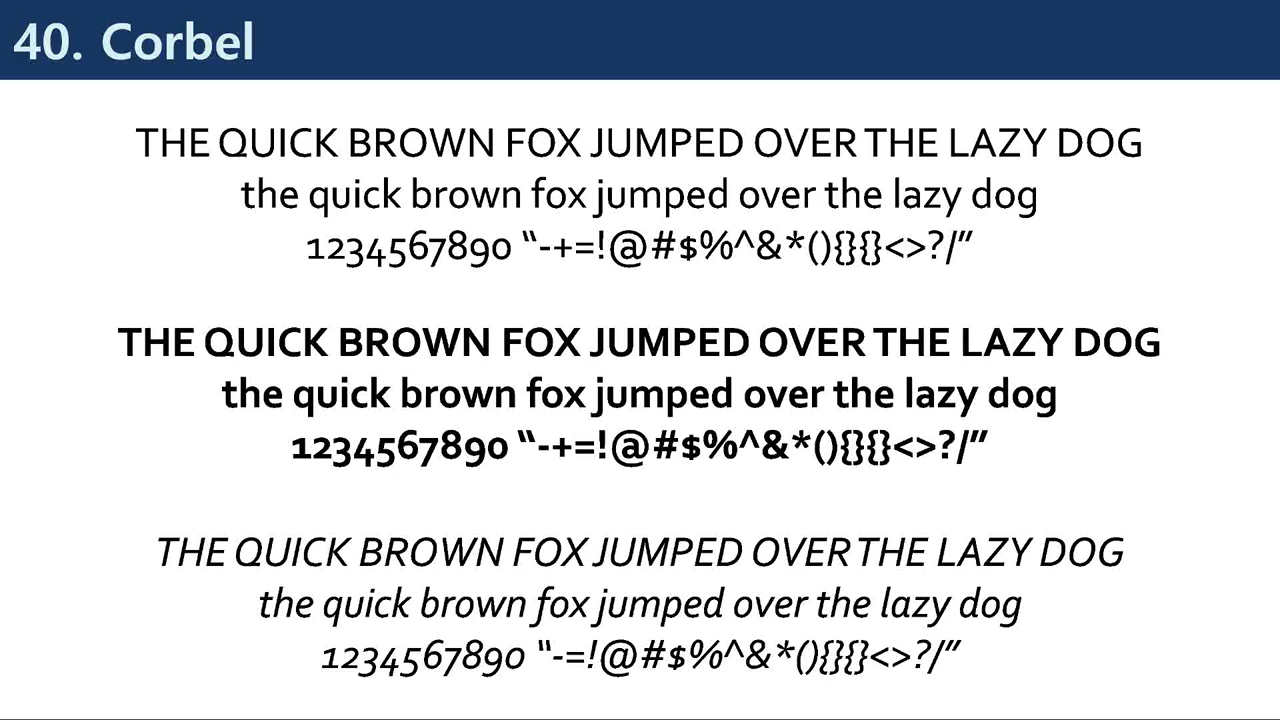 40. Corbel
THE QUICK BROWN FOX JUMPED OVER THE LAZY DOG
the quick brown fox jumped over the lazy dog
1234567890 “-+=!@#$%^&*(){}{}<>?/”
THE QUICK BROWN FOX JUMPED OVER THE LAZY DOG
the quick brown fox jumped over the lazy dog
1234567890 “-+=!@#$%^&*(){}{}<>?/”
THE QUICK BROWN FOX JUMPED OVER THE LAZY DOG
the quick brown fox jumped over the lazy dog
1234567890 “-=!@#$%^&*(){}{}<>?/”